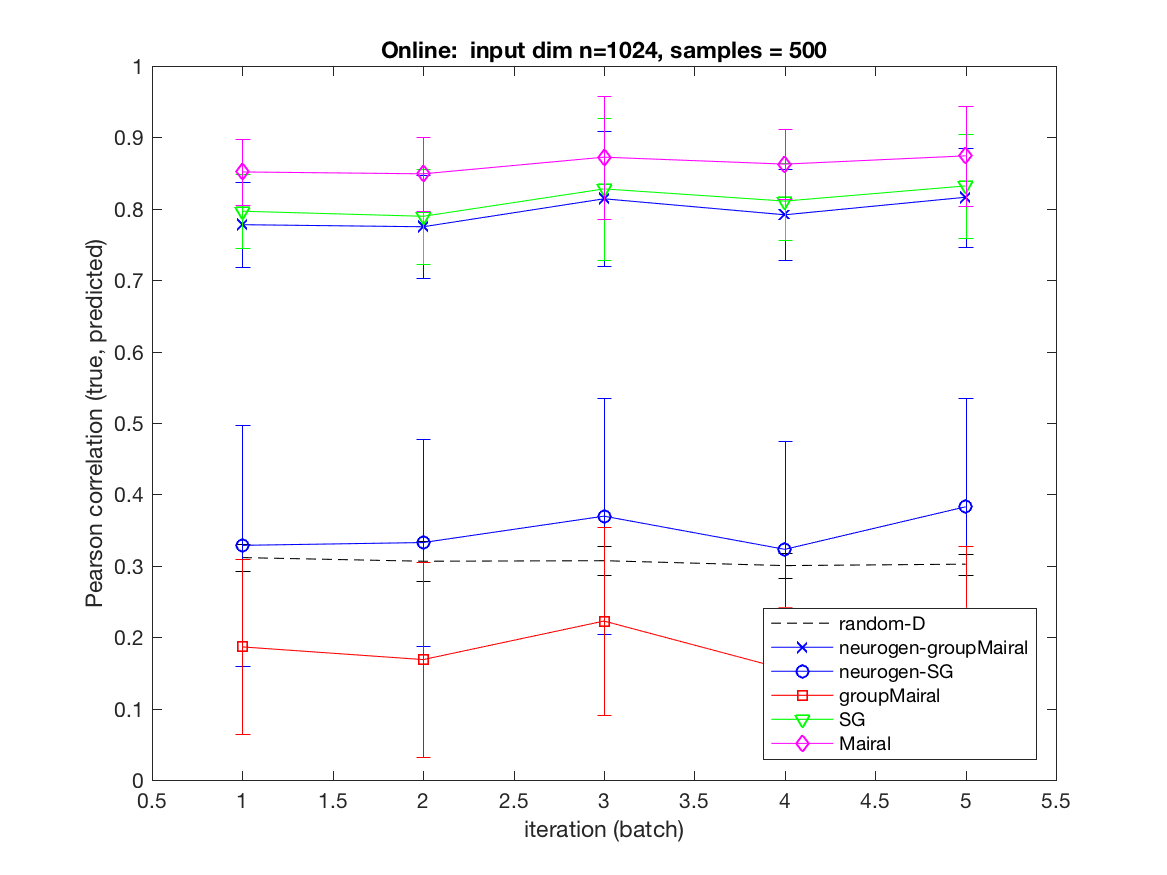 Online: input dim n=1024, samples = 500
Pearson correlation (true, predicted)
1
0.9
0.8
0.7
0.6
0.5
0.4
0.3
0.2
0.1
0
random-D
neurogen-groupMairal
neurogen-SG
groupMairal
SG
Mairal
0.5 1 1.5 2 2.5 3 3.5 4 4.5 5 5.5
iteration (batch)